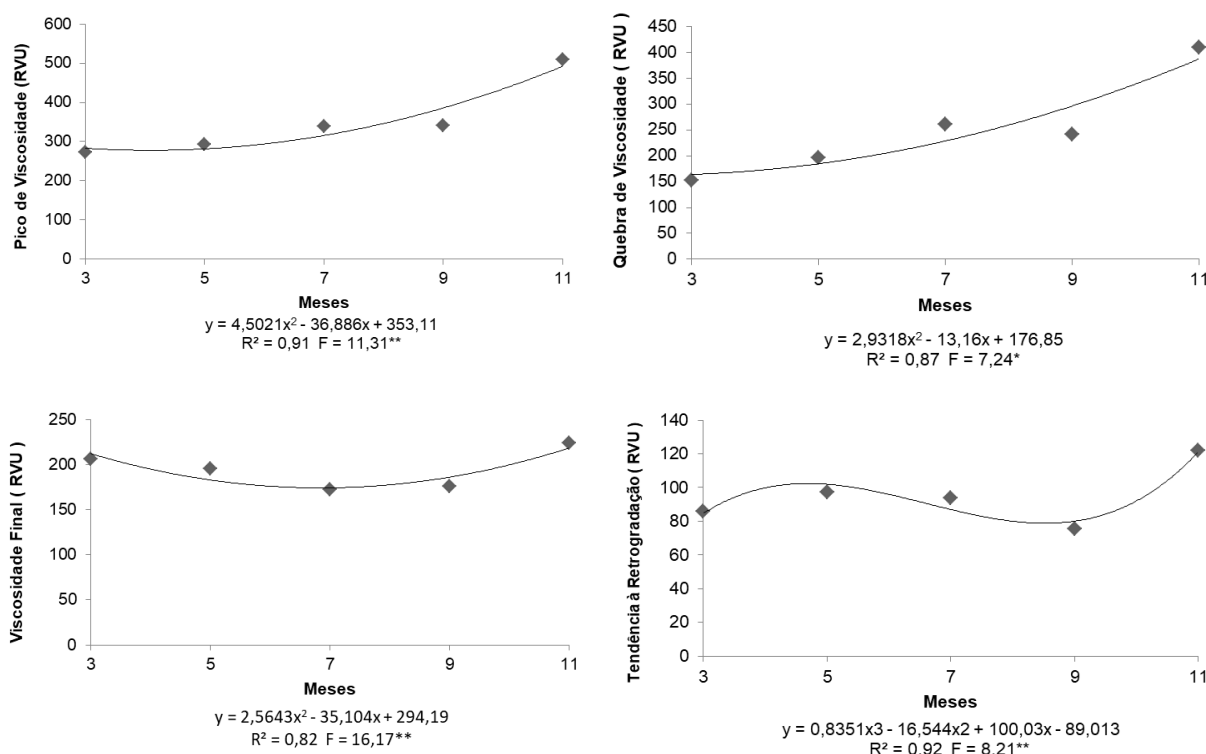 Pico de Viscosidade (RVU)
600
500
400
300
200
100
0
3 5 7 9 11
Meses
y = 4,5021x² - 36,886x + 353,11
R² = 0,91 F = 11,31**
Quebra de Viscosidade ( RVU )
450
400
350
300
250
200
150
100
50
0
3 5 7 9 11
Meses
y = 2,9318x² - 13,16x + 176,85
R² = 0,87 F = 7,24*
Viscosidade Final ( RVU )
250
200
150
100
50
0
3 5 7 9 11
Meses
y = 2,5643x² - 35,104x + 294,19
R² = 0,82 F = 16,17**
Tendência à Retrogradação ( RVU )
140
120
100
80
60
40
20
0
3 5 7 9 11
Meses
y = 0,8351x3 - 16,544x2 + 100,03x - 89,013
R² = 0,92 F = 8,21**